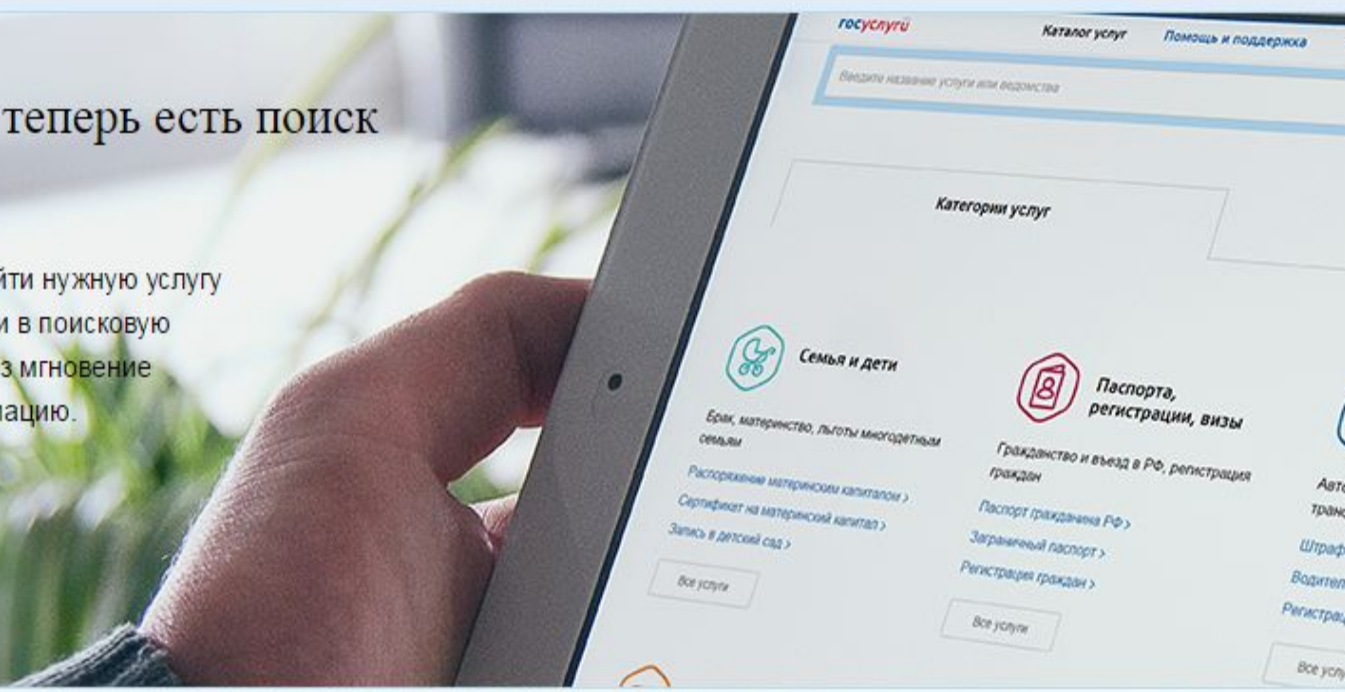 теперь есть поиск
йти нужную услугу
и в поисковую
з мгновение
ацию.
госуслуги
Каталог услуг
Помощь и поддержка
Введите название услуги или ведомства
Категории услуг
Семья и дети
Брак, материнство, льготы многодетным
семьям
Распоряжение материнским капиталом >
Сертификат на материнский капитал >
Запись в детский сад >
Все услуги
Паспорта,
регистрации, визы
Гражданство и въезд в РФ, регистрация
граждан
Паспорт гражданина РФ >
Заграничный паспорт >
Регистрация граждан >
Все услуги
Авто
транс
Штраф
Водител
Регистрац
Все услу